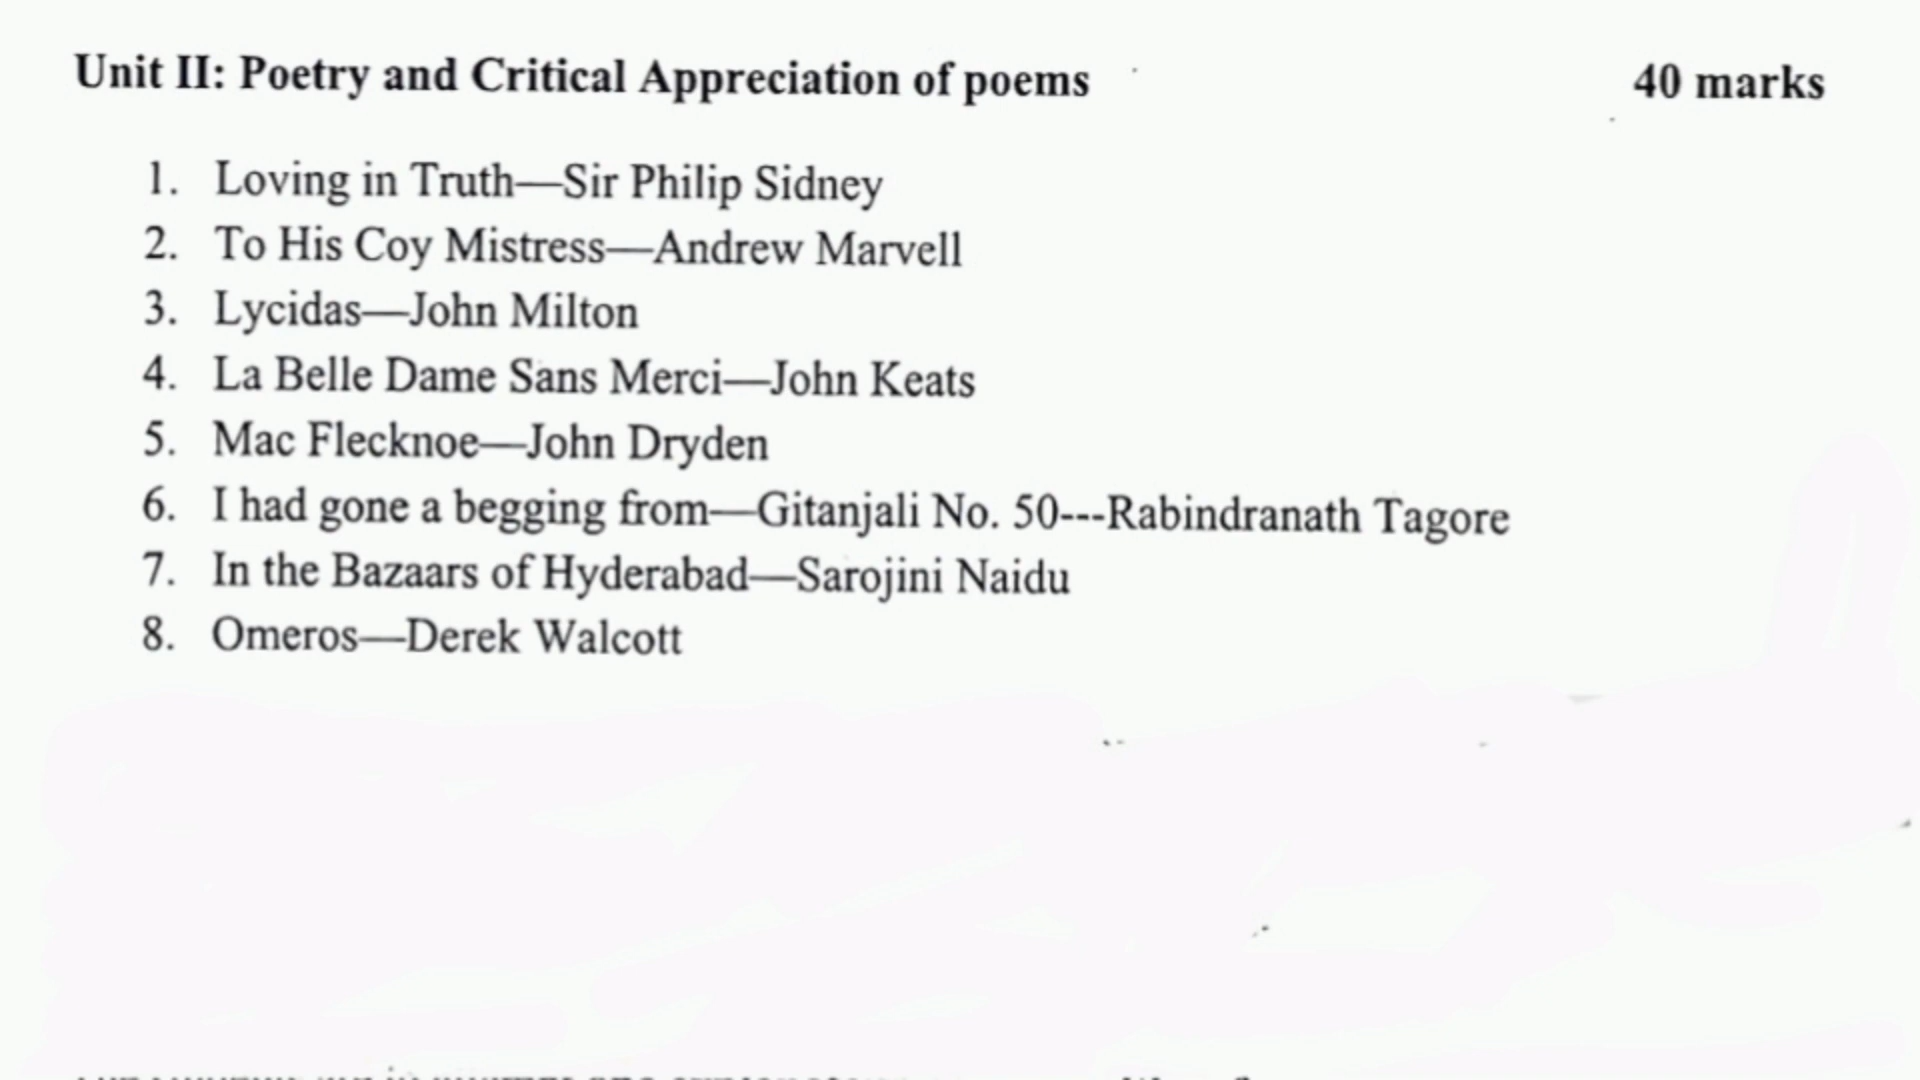 Unit II: Poetry and Critical Appreciation of poems 40 marks
1. Loving in Truth—Sir Philip Sidney
2. To His Coy Mistress—Andrew Marvell
3. Lycidas—John Milton
4. La Belle Dame Sans Merci—John Keats
5. Mac Flecknoe—John Dryden
6. I had gone a begging from—Gitanjali No. 50---Rabindranath Tagore
7. In the Bazaars of Hyderabad—Sarojini Naidu
8. Omeros—Derek Walcott